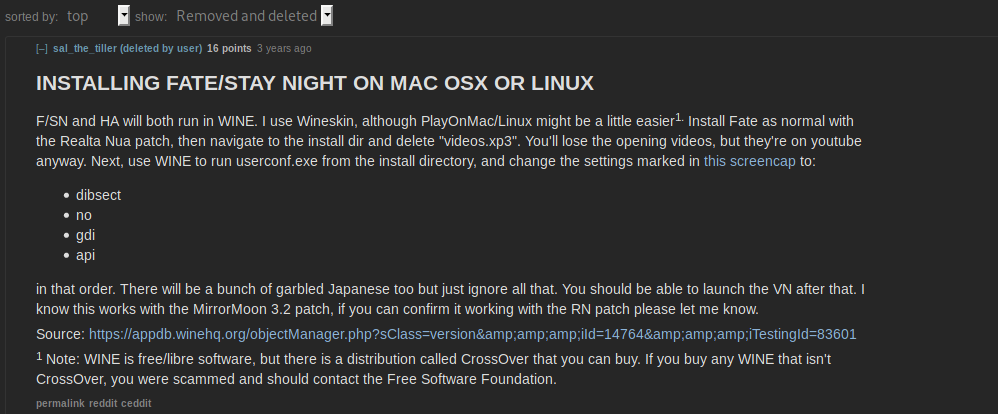 sorted by: top show: Removed and deleted
[–] sal_the_tiller (deleted by user) 16 points 3 years ago
INSTALLING FATE/STAY NIGHT ON MAC OSX OR LINUX
F/SN and HA will both run in WINE. I use Wineskin, although PlayOnMac/Linux might be a little easier1. Install Fate as normal with
the Realta Nua patch, then navigate to the install dir and delete "videos.xp3". You'll lose the opening videos, but they're on youtube
anyway. Next, use WINE to run userconf.exe from the install directory, and change the settings marked in this screencap to:
• dibsect
• no
• gdi
• api
in that order. There will be a bunch of garbled Japanese too but just ignore all that. You should be able to launch the VN after that. I
know this works with the MirrorMoon 3.2 patch, if you can confirm it working with the RN patch please let me know.
Source: https://appdb.winehq.org/objectManager.php?sClass=version&amp;amp;amp;iId=14764&amp;amp;amp;iTestingId=83601
1 Note: WINE is free/libre software, but there is a distribution called CrossOver that you can buy. If you buy any WINE that isn't
CrossOver, you were scammed and should contact the Free Software Foundation.
permalink reddit ceddit